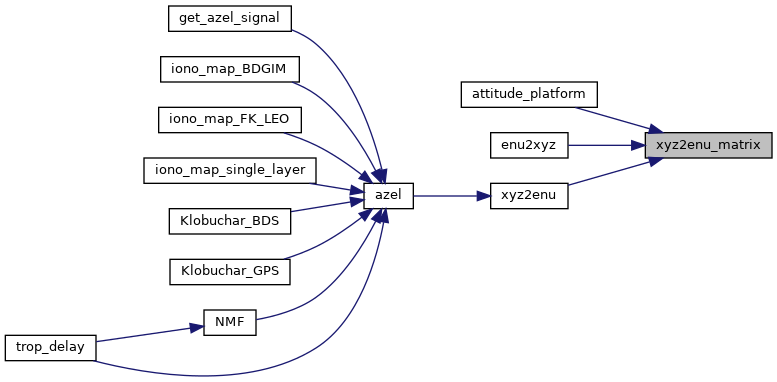 get_azel_signal
iono_map_BDGIM
attitude_platform
iono_map_FK_LEO
enu2xyz
xyz2enu_matrix
iono_map_single_layer
azel
xyz2enu
Klobuchar_BDS
Klobuchar_GPS
NMF
trop_delay